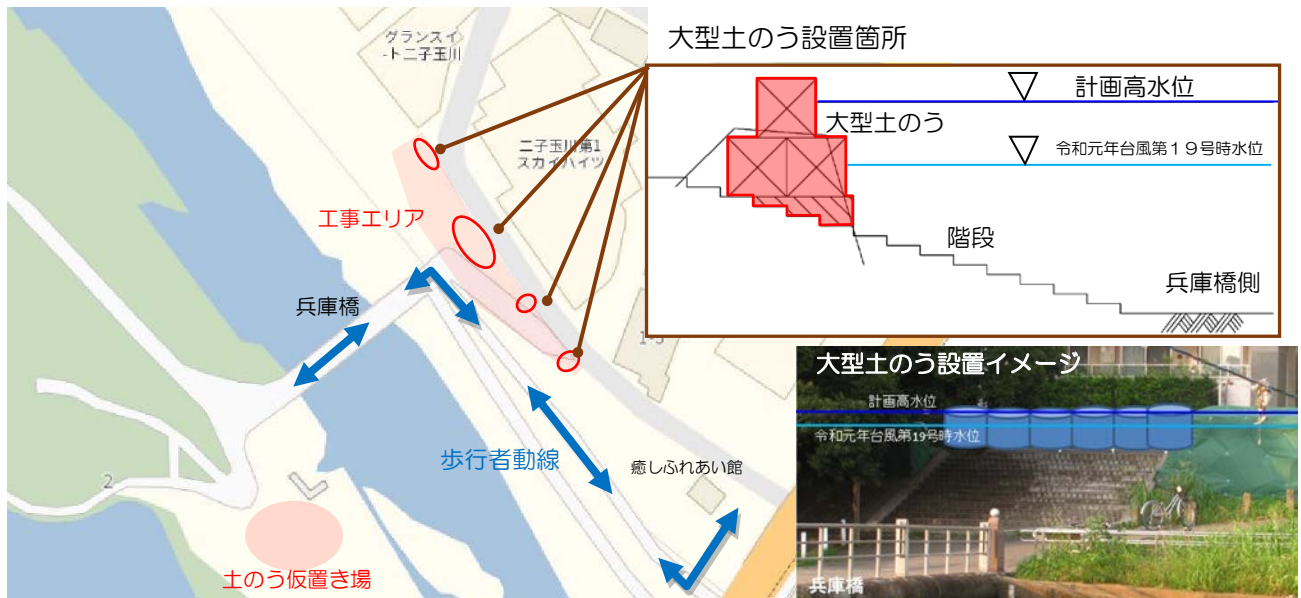 グランスイ
-ト二子玉川
二子玉川第1
スカイハイツ
工事エリア
兵庫橋
歩行者動線
癒しふれあい館
2
土のう仮置き場
1-5
大型土のう設置箇所
計画高水位
大型土のう
令和元年台風第19号時水位
階段
兵庫橋側
大型土のう設置イメージ
計画高水位
令和元年台風第19号時水位
兵庫橋